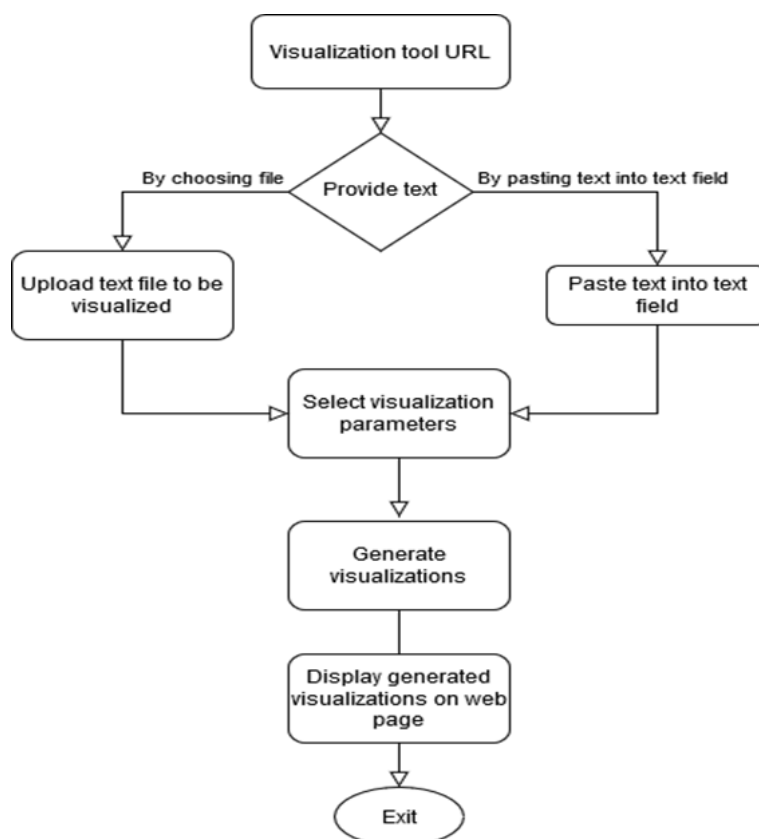 Visualization tool URL
By choosing file
Provide text
By pasting text into text field
Upload text file to be
visualized
Paste text into text
field
Select visualization
parameters
Generate
visualizations
Display generated
visualizations on web
page
Exit